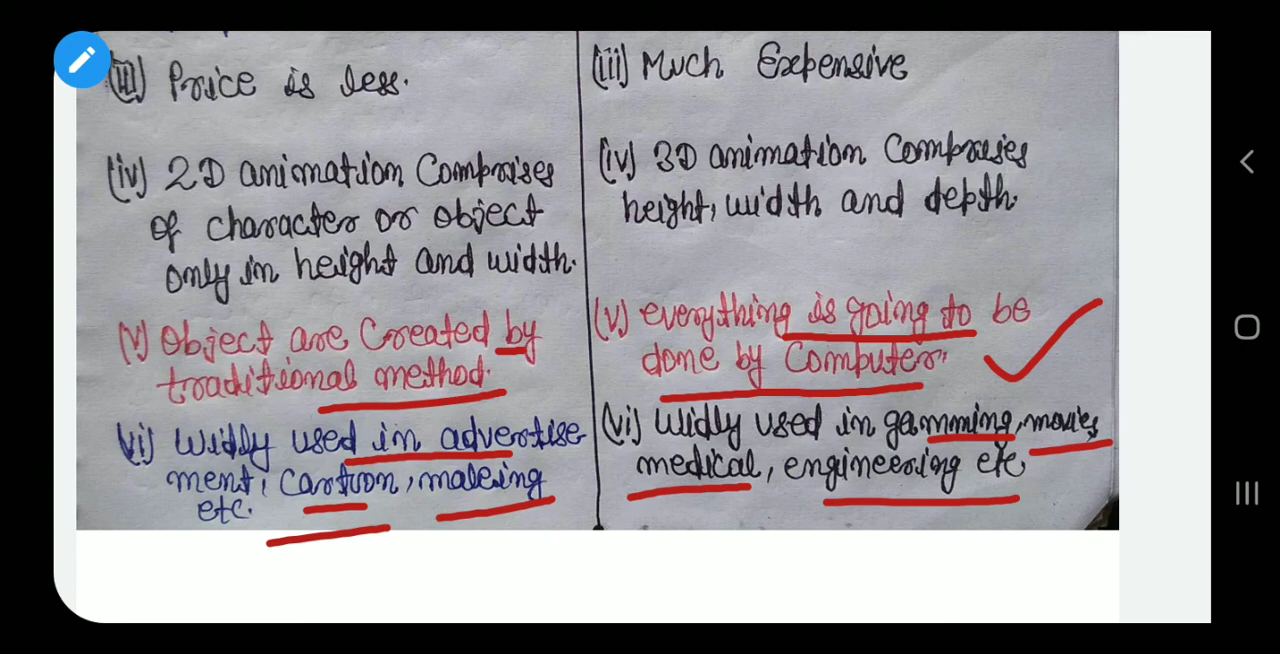 (iii) Price is less.
(iv) 2D animation Comprises
of character or object
only in height and width.
(v) Object are Created by
traditional method.
(vi) Widly used in advertise-
ment, Cartoon, making
etc.
(iii) Much Expensive
(iv) 3D animation Comprises
height, width and depth.
(v) everything is going to be
done by Computer.
(vi) Widly used in gamming, movies,
medical, engineering etc,